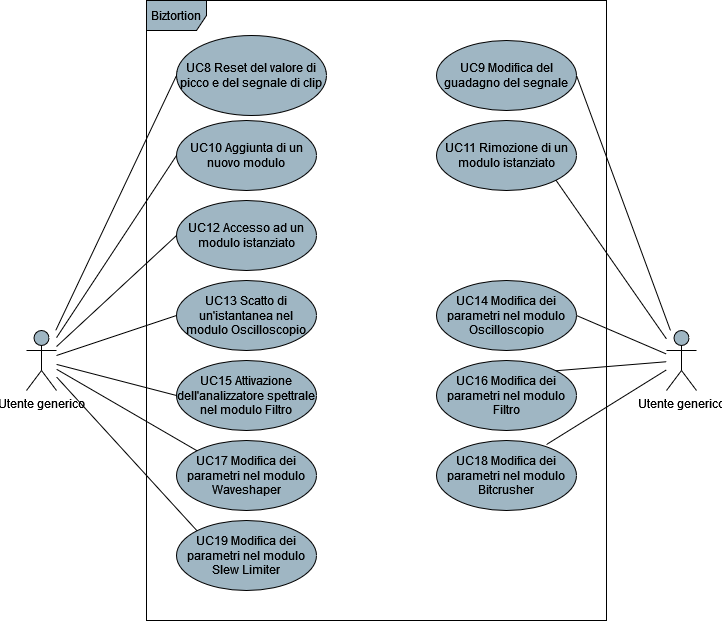 Biztortion
UC8 Reset del valore di
picco e del segnale di clip
UC9 Modifica del
guadagno del segnale
UC10 Aggiunta di un
nuovo modulo
UC11 Rimozione di un
modulo istanziato
UC12 Accesso ad un
modulo istanziato
UC13 Scatto di
un'istantanea nel
modulo Oscilloscopio
UC14 Modifica dei
parametri nel modulo
Oscilloscopio
UC15 Attivazione
dell'analizzatore spettrale
nel modulo Filtro
UC16 Modifica dei
parametri nel modulo
Filtro
Utente generico
Utente generico
UC17 Modifica dei
parametri nel modulo
Waveshaper
UC18 Modifica dei
parametri nel modulo
Bitcrusher
UC19 Modifica dei
parametri nel modulo
Slew Limiter